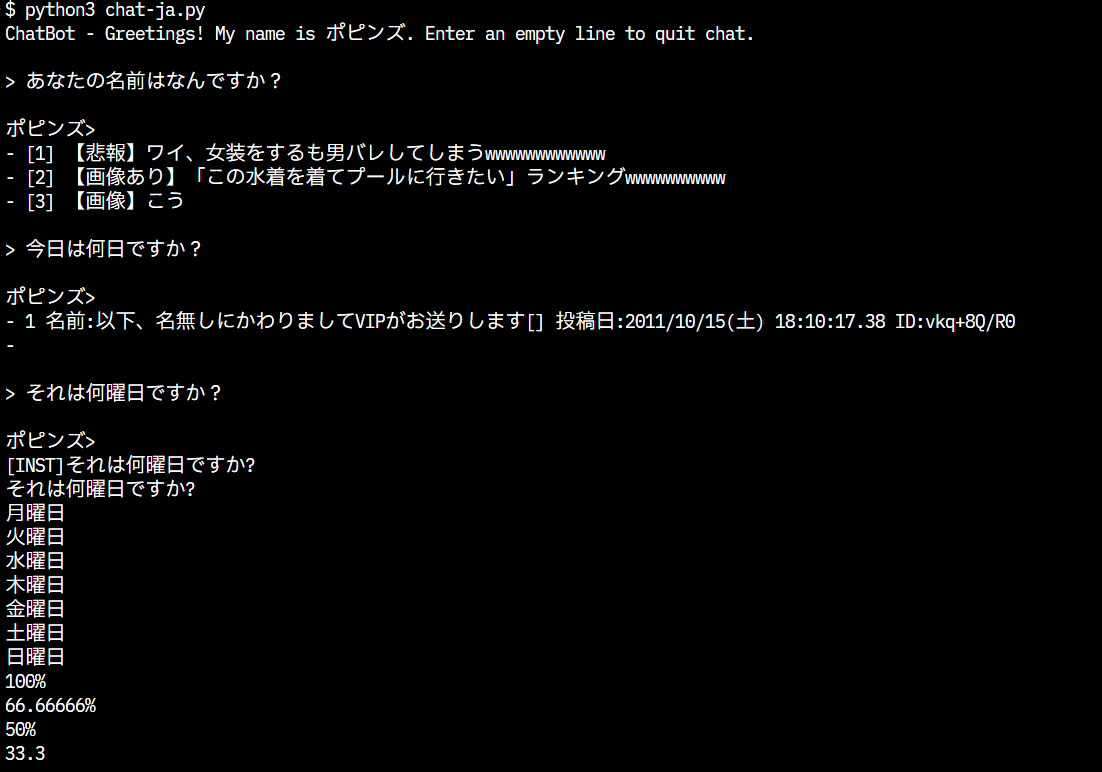 $ python3 chat-ja.py
ChatBot - Greetings! My name is ポピンズ. Enter an empty line to quit chat.
> あなたの名前はなんですか？
ポピンズ>
- [1] 【悲報】ワイ、女装をするも男バレしてしまうwwwwwwwwwwww
- [2] 【画像あり】「この水着を着てプールに行きたい」ランキングwwwwwwwwww
- [3] 【画像】こう
> 今日は何日ですか？
ポピンズ>
- 1 名前:以下、名無しにかわりましてVIPがお送りします[] 投稿日:2011/10/15(土) 18:10:17.38 ID:vkq+8Q/R0
-
> それは何曜日ですか？
ポピンズ>
[INST]それは何曜日ですか?
それは何曜日ですか?
月曜日
火曜日
水曜日
木曜日
金曜日
土曜日
日曜日
100%
66.66666%
50%
33.3